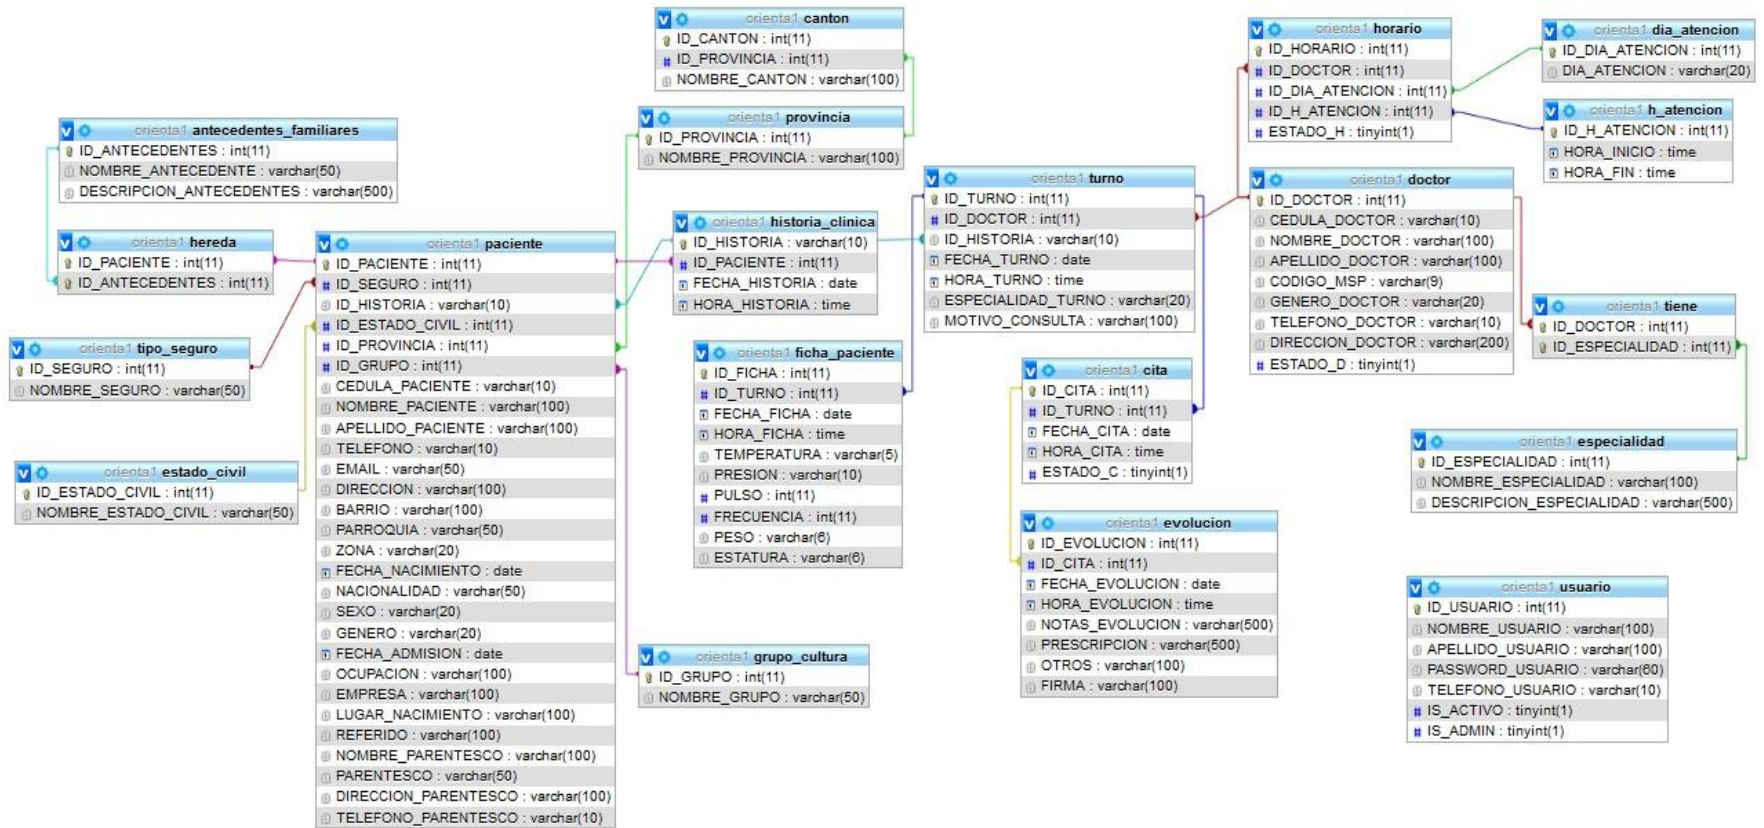 orienta1 canton
ID_CANTON : int(11)
ID_PROVINCIA : int(11)
NOMBRE_CANTON : varchar(100)
orienta1 provincia
ID_PROVINCIA : int(11)
NOMBRE_PROVINCIA : varchar(100)
orienta1 antecedentes_familiares
ID_ANTECEDENTES : int(11)
NOMBRE_ANTECEDENTE : varchar(50)
DESCRIPCION_ANTECEDENTES : varchar(500)
orienta1 hereda
ID_PACIENTE : int(11)
ID_ANTECEDENTES : int(11)
orienta1 tipo_seguro
ID_SEGURO : int(11)
NOMBRE_SEGURO : varchar(50)
orienta1 estado_civil
ID_ESTADO_CIVIL : int(11)
NOMBRE_ESTADO_CIVIL : varchar(50)
orienta1 paciente
ID_PACIENTE : int(11)
ID_SEGURO : int(11)
ID_HISTORIA : varchar(10)
ID_ESTADO_CIVIL : int(11)
ID_PROVINCIA : int(11)
ID_GRUPO : int(11)
CEDULA_PACIENTE : varchar(10)
NOMBRE_PACIENTE : varchar(100)
APELLIDO_PACIENTE : varchar(100)
TELEFONO : varchar(10)
EMAIL : varchar(50)
DIRECCION : varchar(100)
BARRIO : varchar(100)
PARROQUIA : varchar(50)
ZONA : varchar(20)
FECHA_NACIMIENTO : date
NACIONALIDAD : varchar(50)
SEXO : varchar(20)
GENERO : varchar(20)
FECHA_ADMISION : date
OCUPACION : varchar(100)
EMPRESA : varchar(100)
LUGAR_NACIMIENTO : varchar(100)
REFERIDO : varchar(100)
NOMBRE_PARENTESCO : varchar(100)
PARENTESCO : varchar(50)
DIRECCION_PARENTESCO : varchar(100)
TELEFONO_PARENTESCO : varchar(10)
orienta1 historia_clinica
ID_HISTORIA : varchar(10)
ID_PACIENTE : int(11)
FECHA_HISTORIA : date
HORA_HISTORIA : time
orienta1 ficha_paciente
ID_FICHA : int(11)
ID_TURNO : int(11)
FECHA_FICHA : date
HORA_FICHA : time
TEMPERATURA : varchar(5)
PRESION : varchar(10)
PULSO : int(11)
FRECUENCIA : int(11)
PESO : varchar(6)
ESTATURA : varchar(6)
orienta1 grupo_cultura
ID_GRUPO : int(11)
NOMBRE_GRUPO : varchar(50)
orienta1 turno
ID_TURNO : int(11)
ID_DOCTOR : int(11)
ID_HISTORIA : varchar(10)
FECHA_TURNO : date
HORA_TURNO : time
ESPECIALIDAD_TURNO : varchar(20)
MOTIVO_CONSULTA : varchar(100)
orienta1 cita
ID_CITA : int(11)
ID_TURNO : int(11)
FECHA_CITA : date
HORA_CITA : time
ESTADO_C : tinyint(1)
orienta1 evolucion
ID_EVOLUCION : int(11)
ID_CITA : int(11)
FECHA_EVOLUCION : date
HORA_EVOLUCION : time
NOTAS_EVOLUCION : varchar(500)
PRESCRIPCION : varchar(500)
OTROS : varchar(100)
FIRMA : varchar(100)
orienta1 horario
ID_HORARIO : int(11)
ID_DOCTOR : int(11)
ID_DIA_ATENCION : int(11)
ID_H_ATENCION : int(11)
ESTADO_H : tinyint(1)
orienta1 dia_atencion
ID_DIA_ATENCION : int(11)
DIA_ATENCION : varchar(20)
orienta1 h_atencion
ID_H_ATENCION : int(11)
HORA_INICIO : time
HORA_FIN : time
orienta1 doctor
ID_DOCTOR : int(11)
CEDULA_DOCTOR : varchar(10)
NOMBRE_DOCTOR : varchar(100)
APELLIDO_DOCTOR : varchar(100)
CODIGO_MSP : varchar(9)
GENERO_DOCTOR : varchar(20)
TELEFONO_DOCTOR : varchar(10)
DIRECCION_DOCTOR : varchar(200)
ESTADO_D : tinyint(1)
orienta1 tiene
ID_DOCTOR : int(11)
ID_ESPECIALIDAD : int(11)
orienta1 especialidad
ID_ESPECIALIDAD : int(11)
NOMBRE_ESPECIALIDAD : varchar(100)
DESCRIPCION_ESPECIALIDAD : varchar(500)
orienta1 usuario
ID_USUARIO : int(11)
NOMBRE_USUARIO : varchar(100)
APELLIDO_USUARIO : varchar(100)
PASSWORD_USUARIO : varchar(60)
TELEFONO_USUARIO : varchar(10)
IS_ACTIVO : tinyint(1)
IS_ADMIN : tinyint(1)